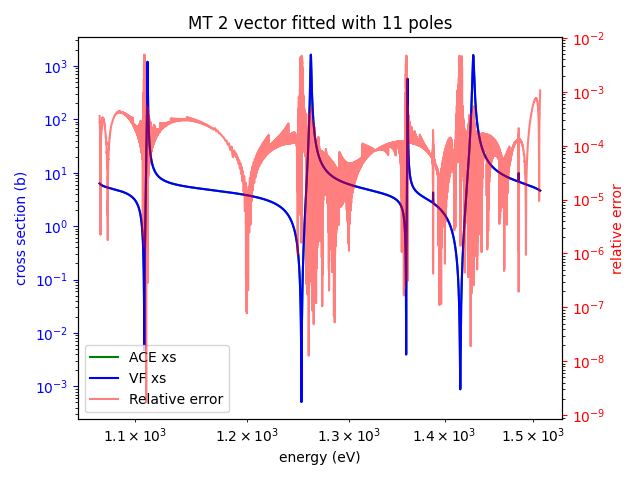 MT 2 vector fitted with 11 poles
cross section (b)
10³
10²
10¹
10⁰
10⁻¹
10⁻²
10⁻³
10⁻²
10⁻³
10⁻⁴
10⁻⁵
10⁻⁶
10⁻⁷
10⁻⁸
10⁻⁹
relative error
ACE xs
VF xs
Relative error
1.1 × 10³ 1.2 × 10³ 1.3 × 10³ 1.4 × 10³ 1.5 × 10³
energy (eV)